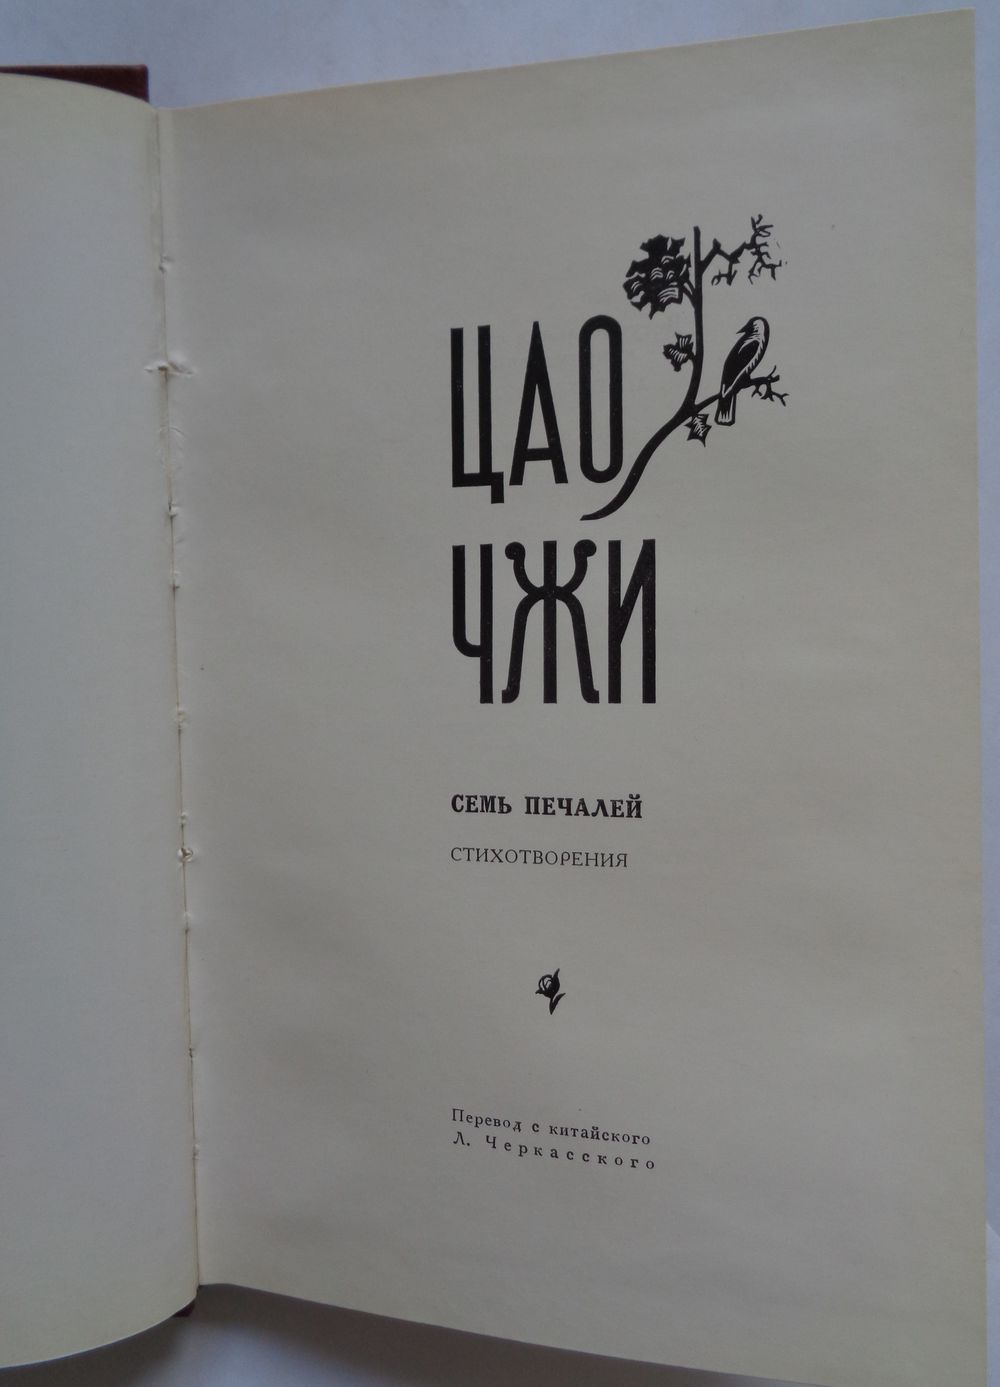 ЦАО
ЧЖИ
СЕМЬ ПЕЧАЛЕЙ
СТИХОТВОРЕНИЯ
Перевод с китайского
Л. Черкасского